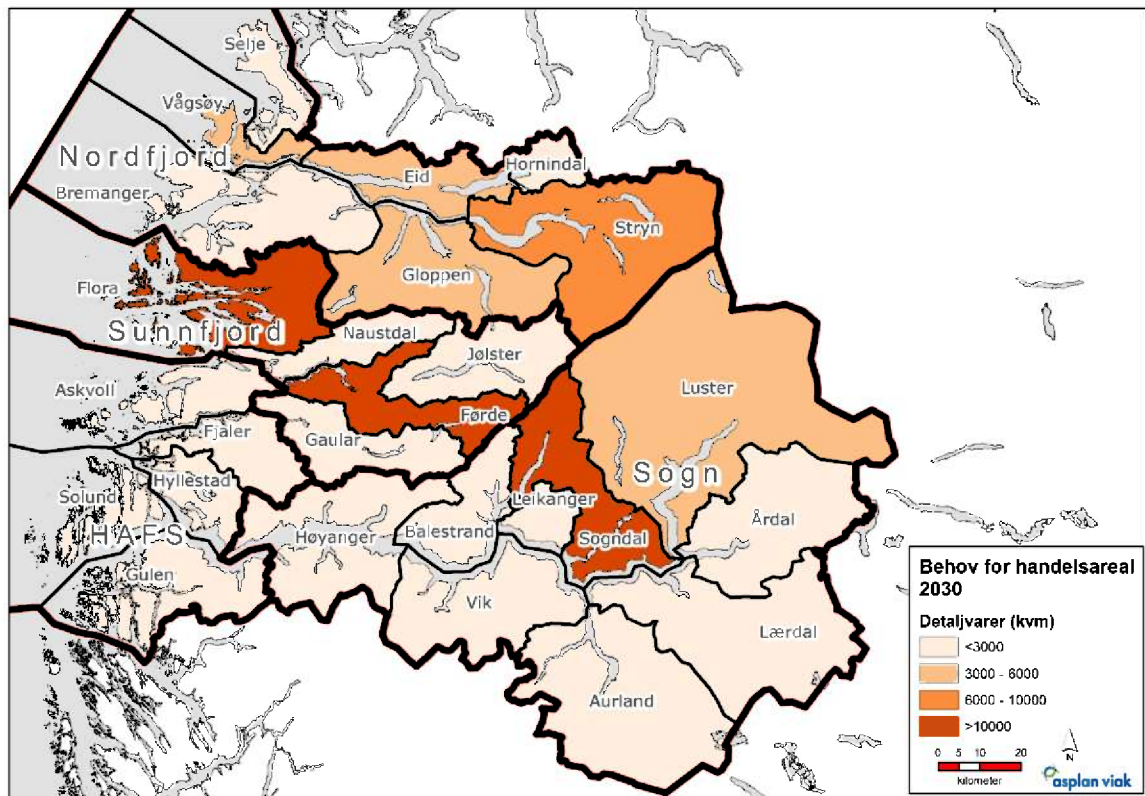 Selje
Vågsøy
Nordfjord
Hornindal
Eid
Bremanger
Stryn
Gloppen
Flora
Sunnfjord
Naustdal
Jølster
Askvoll
Luster
Førde
Fjaler
Gaular
Sogn
Hyllestad
Solund
Leikanger
HAFS
Høyanger
Balestrand
Sogndal
Årdal
Gulen
Vik
Lærdal
Aurland
Behov for handelsareal
2030
Detaljvarer (kvm)
<3000
3000 - 6000
6000 - 10000
>10000
0 5 10 20
kilometer
N
asplan viak